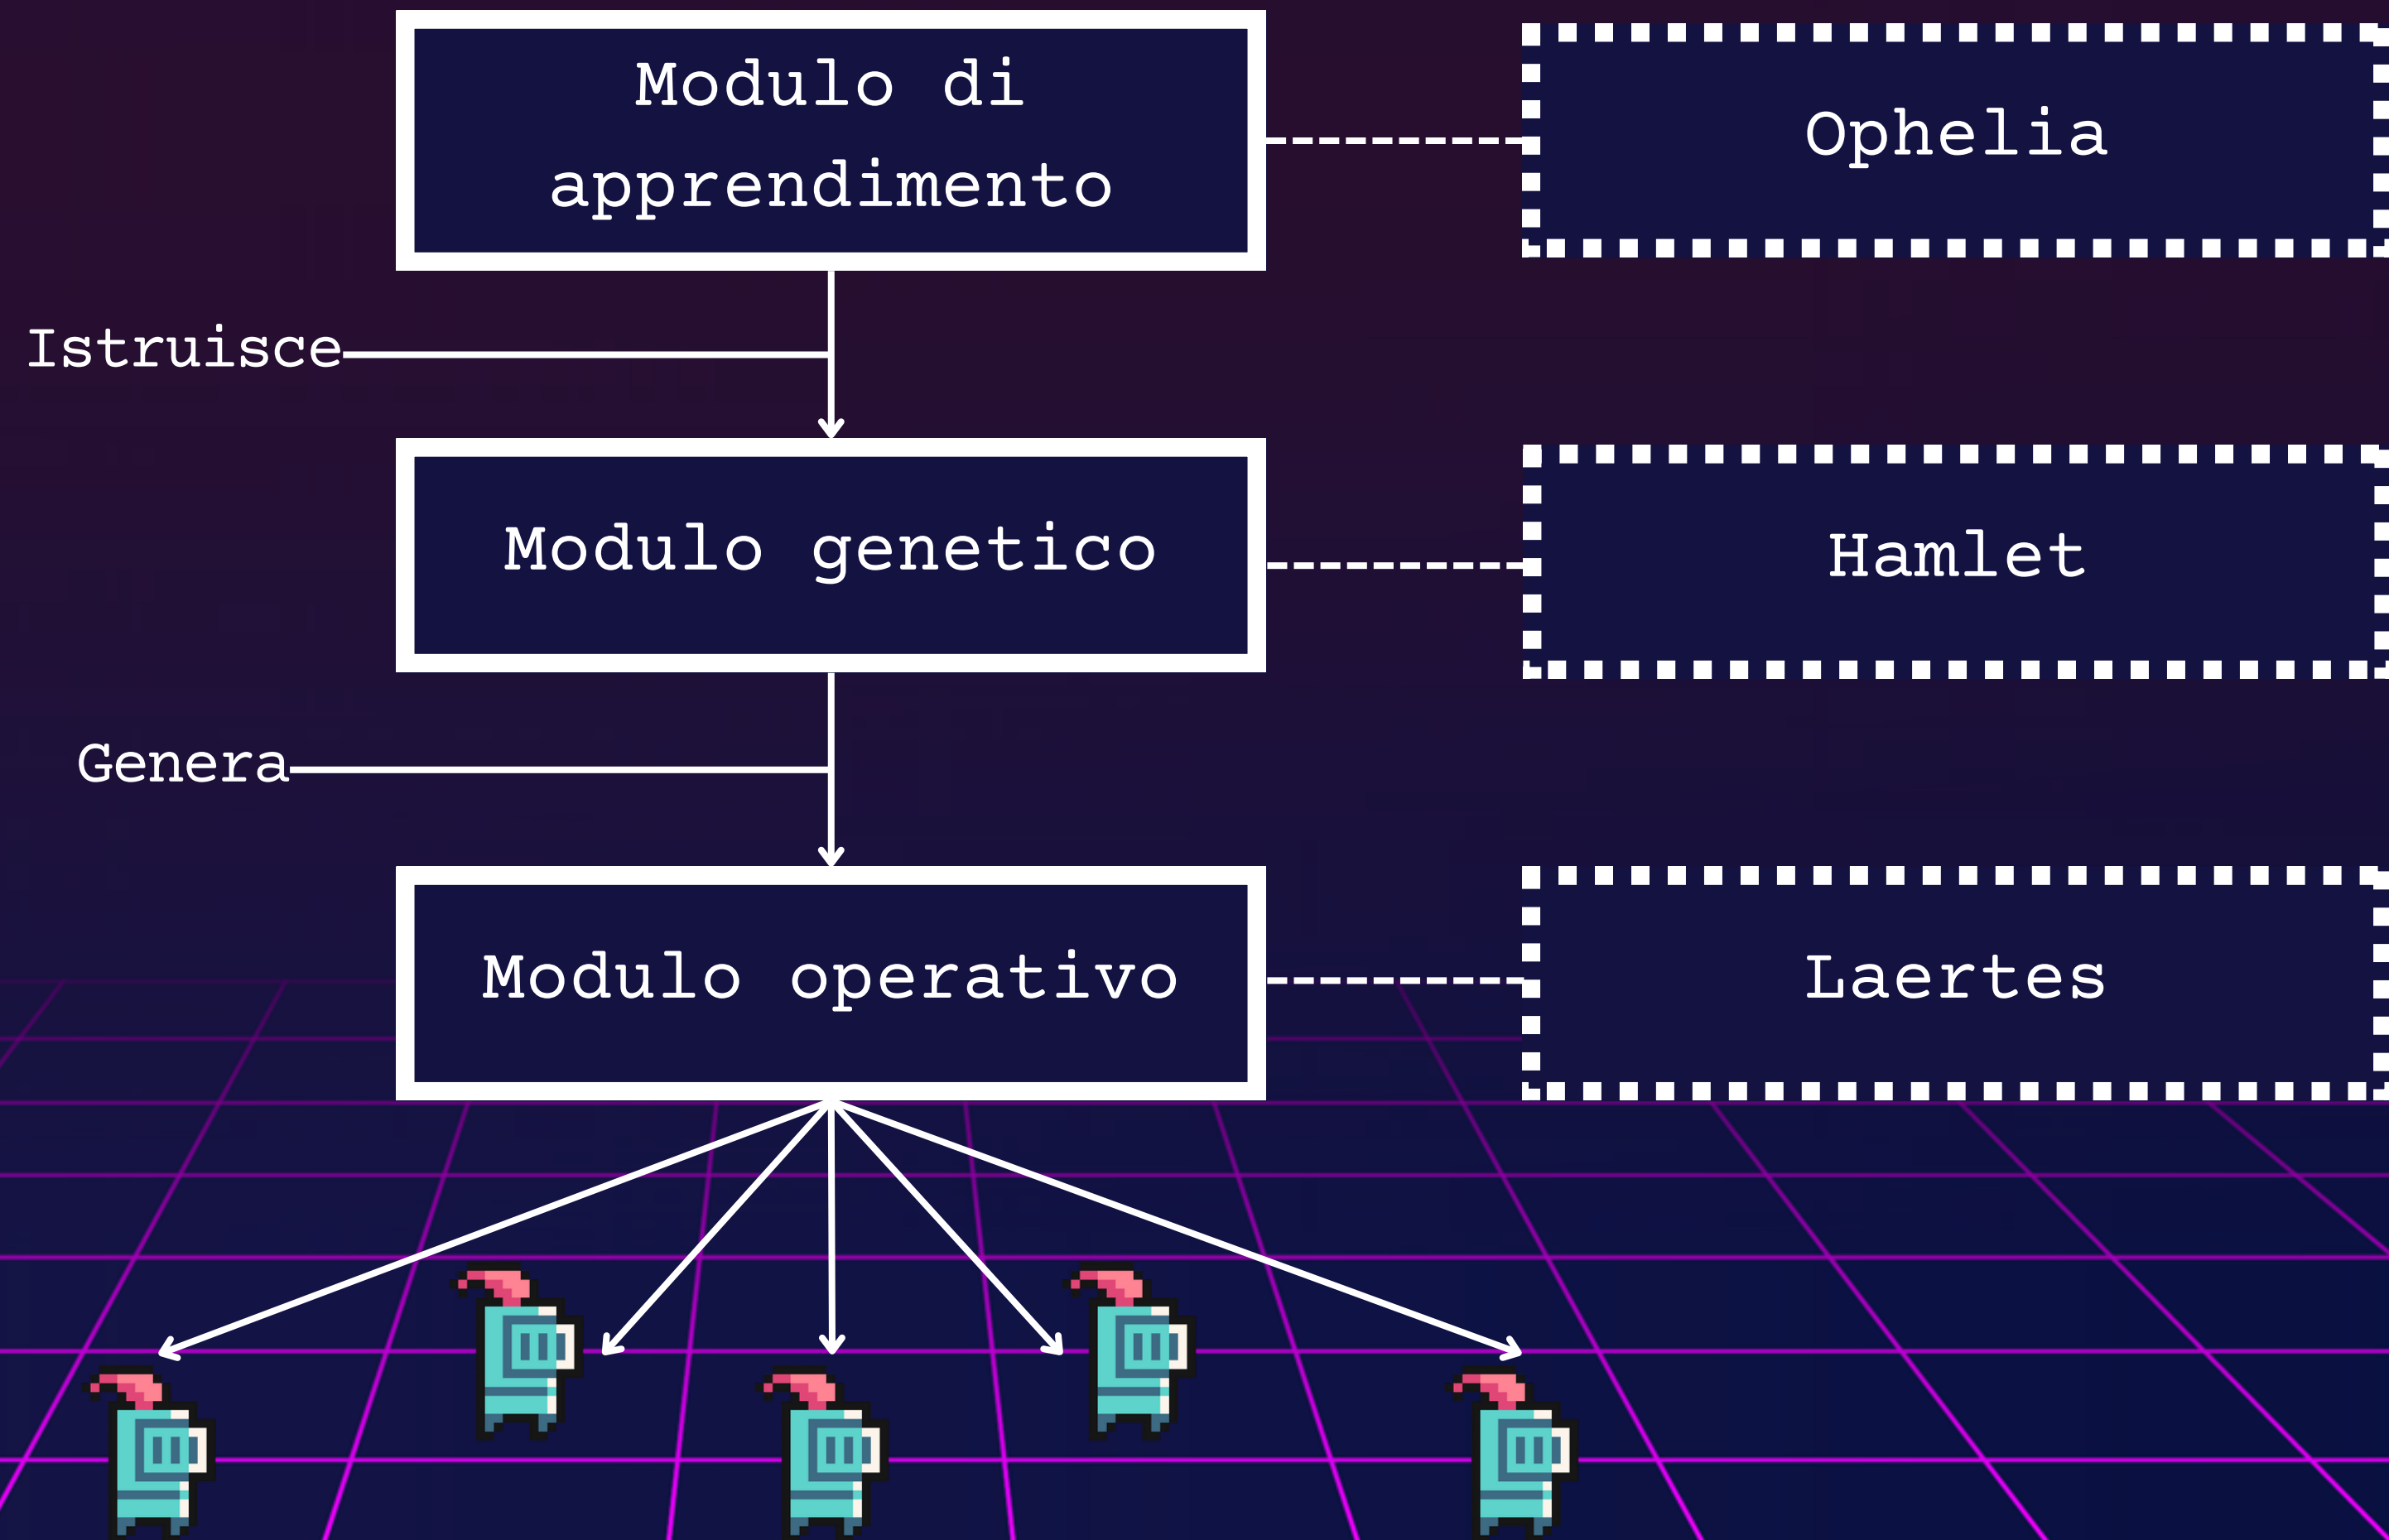 Modulo di
apprendimento
Ophelia
Istruisce
Modulo genetico
Hamlet
Genera
Modulo operativo
Laertes